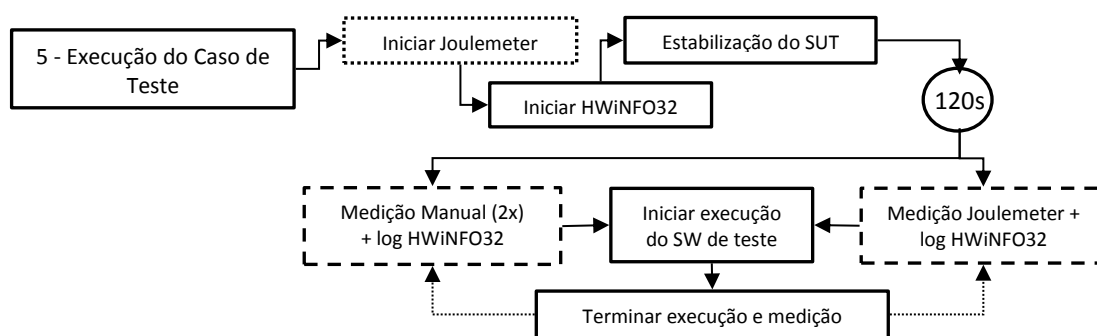 5 - Execução do Caso de
Teste
Iniciar Joulemeter
Iniciar HWiNFO32
Estabilização do SUT
120s
Medição Manual (2x)
+ log HWiNFO32
Iniciar execução
do SW de teste
Medição Joulemeter +
log HWiNFO32
Terminar execução e medição